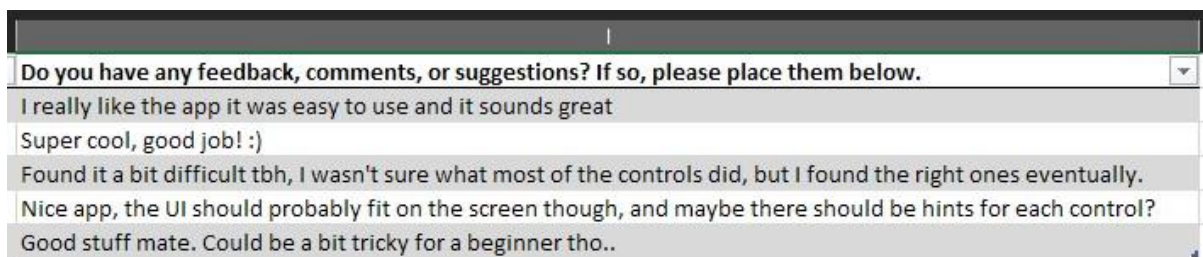 I
Do you have any feedback, comments, or suggestions? If so, please place them below.
I really like the app it was easy to use and it sounds great
Super cool, good job! :)
Found it a bit difficult tbh, I wasn't sure what most of the controls did, but I found the right ones eventually.
Nice app, the UI should probably fit on the screen though, and maybe there should be hints for each control?
Good stuff mate. Could be a bit tricky for a beginner tho..